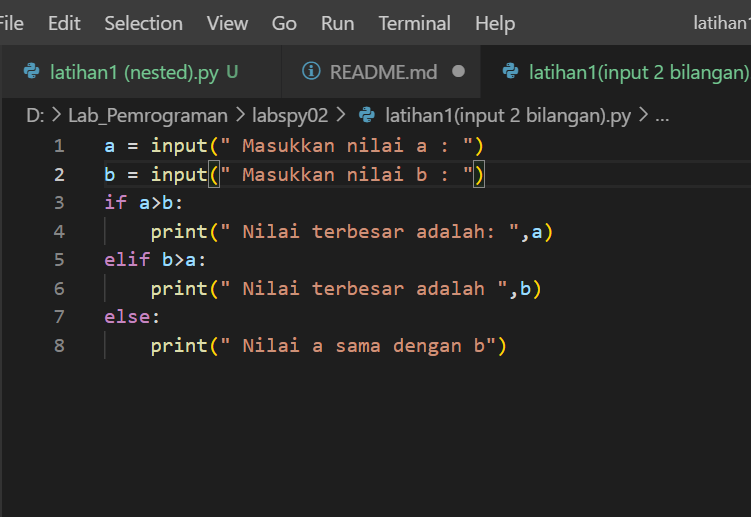 File Edit Selection View Go Run Terminal Help latihan1
latihan1 (nested).py U README.md latihan1(input 2 bilangan)
D: > Lab_Pemrograman > labspy02 > latihan1(input 2 bilangan).py > ...
1 a = input(" Masukkan nilai a : ")
2 b = input(" Masukkan nilai b : ")
3 if a>b:
4 print(" Nilai terbesar adalah: ",a)
5 elif b>a:
6 print(" Nilai terbesar adalah ",b)
7 else:
8 print(" Nilai a sama dengan b")